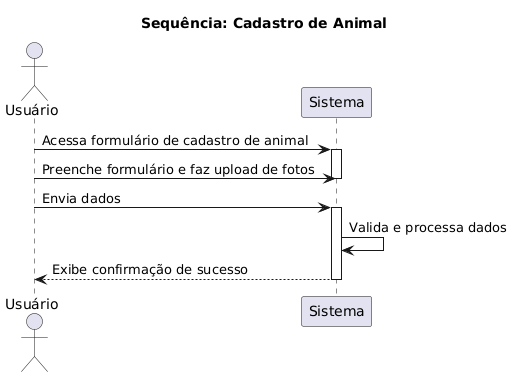 Sequência: Cadastro de Animal
Usuário
Sistema
Acessa formulário de cadastro de animal
Preenche formulário e faz upload de fotos
Envia dados
Valida e processa dados
Exibe confirmação de sucesso
Usuário
Sistema